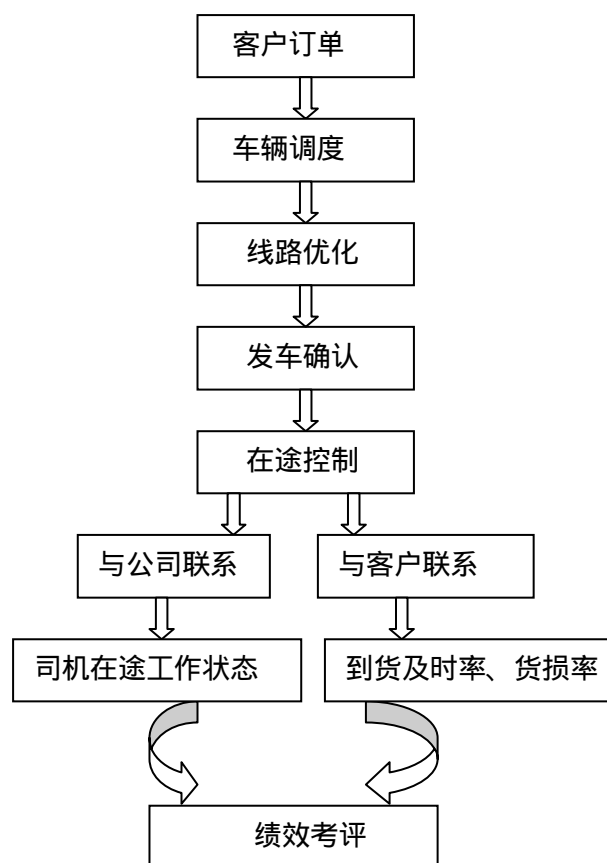 客户订单
车辆调度
线路优化
发车确认
在途控制
与公司联系
与客户联系
司机在途工作状态
到货及时率、货损率
绩效考评